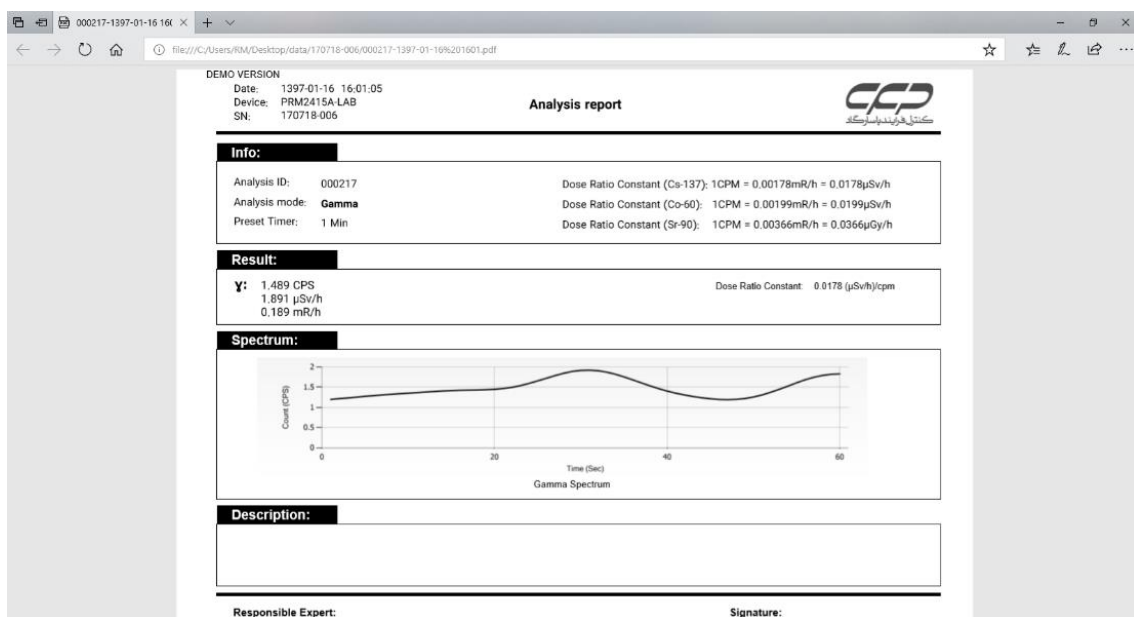 000217-1397-01-16 16(
file:///C:/Users/RM/Desktop/data/170718-006/000217-1397-01-16%201601.pdf
DEMO VERSION
Date: 1397-01-16 16:01:05
Device: PRM2415A-LAB
SN: 170718-006
Analysis report
CCP
کنترل فرایند پاسارگاد
Info:
Analysis ID: 000217
Analysis mode: Gamma
Preset Timer: 1 Min
Dose Ratio Constant (Cs-137): 1CPM = 0.00178mR/h = 0.0178µSv/h
Dose Ratio Constant (Co-60): 1CPM = 0.00199mR/h = 0.0199µSv/h
Dose Ratio Constant (Sr-90): 1CPM = 0.00366mR/h = 0.0366µGy/h
Result:
γ: 1.489 CPS
1.891 µSv/h
0.189 mR/h
Dose Ratio Constant 0.0178 (µSv/h)/cpm
Spectrum:
Count (CPS)
2
1.5
1
0.5
0
0 20 40 60
Time (Sec)
Gamma Spectrum
Description:
Responsible Expert: Signature: